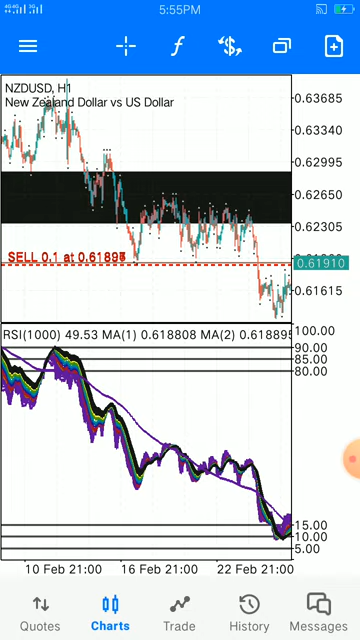 5:55PM
NZDUSD, H1
New Zealand Dollar vs US Dollar
0.63685
0.63340
0.62995
0.62650
0.62305
SELL 0.1 at
0.61910
0.61615
RSI(1000) 49.53 MA(1) 0.618808 MA(2) 0.618895
100.00
90.00
85.00
80.00
15.00
10.00
5.00
10 Feb 21:00 16 Feb 21:00 22 Feb 21:00
Quotes Charts Trade History Messages